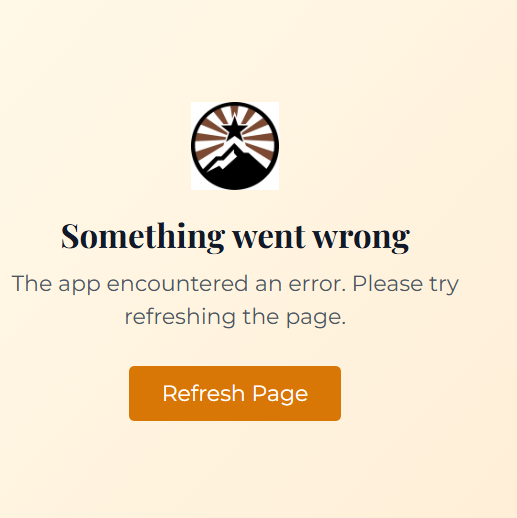 Something went wrong
The app encountered an error. Please try
refreshing the page.
Refresh Page